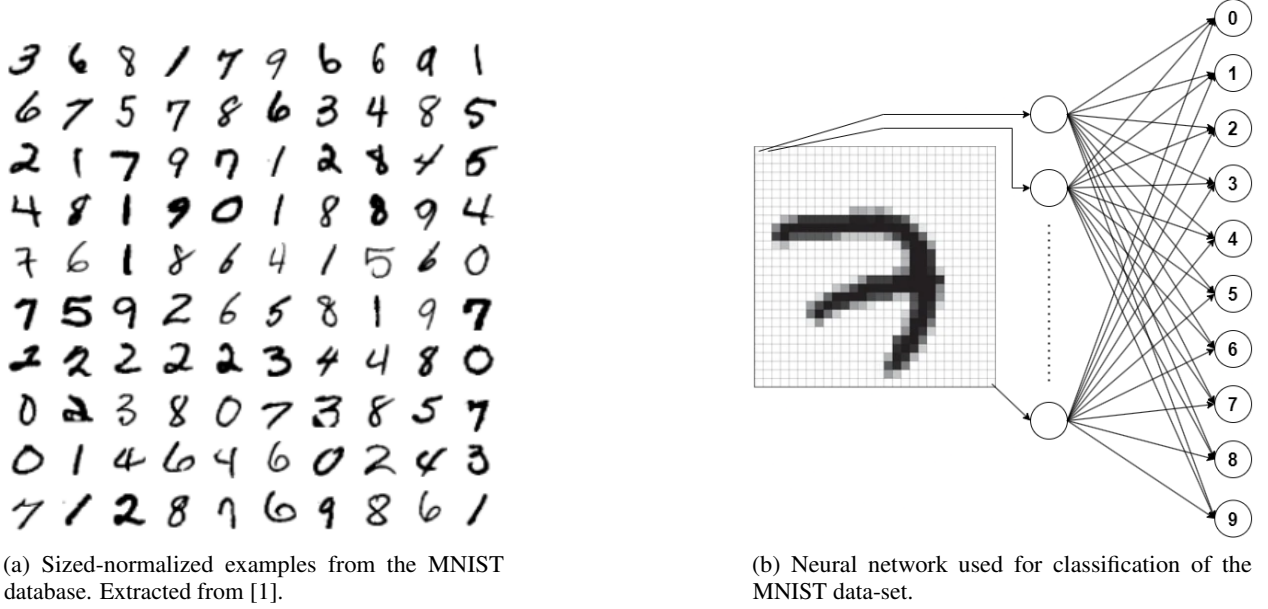 3 6 8 1 7 9 6 6 9 1
6 7 5 7 8 6 3 4 8 5
2 1 7 9 7 1 2 8 4 5
4 8 1 9 0 1 8 8 9 4
7 6 1 8 6 4 1 5 6 0
7 5 9 2 6 5 8 1 9 7
2 2 2 2 2 3 4 4 8 0
0 2 3 8 0 7 3 8 5 7
0 1 4 6 4 6 0 2 4 3
7 1 2 8 7 6 9 8 6 1
(a) Sized-normalized examples from the MNIST
database. Extracted from [1].
0
1
2
3
4
5
6
7
8
9
(b) Neural network used for classification of the
MNIST data-set.